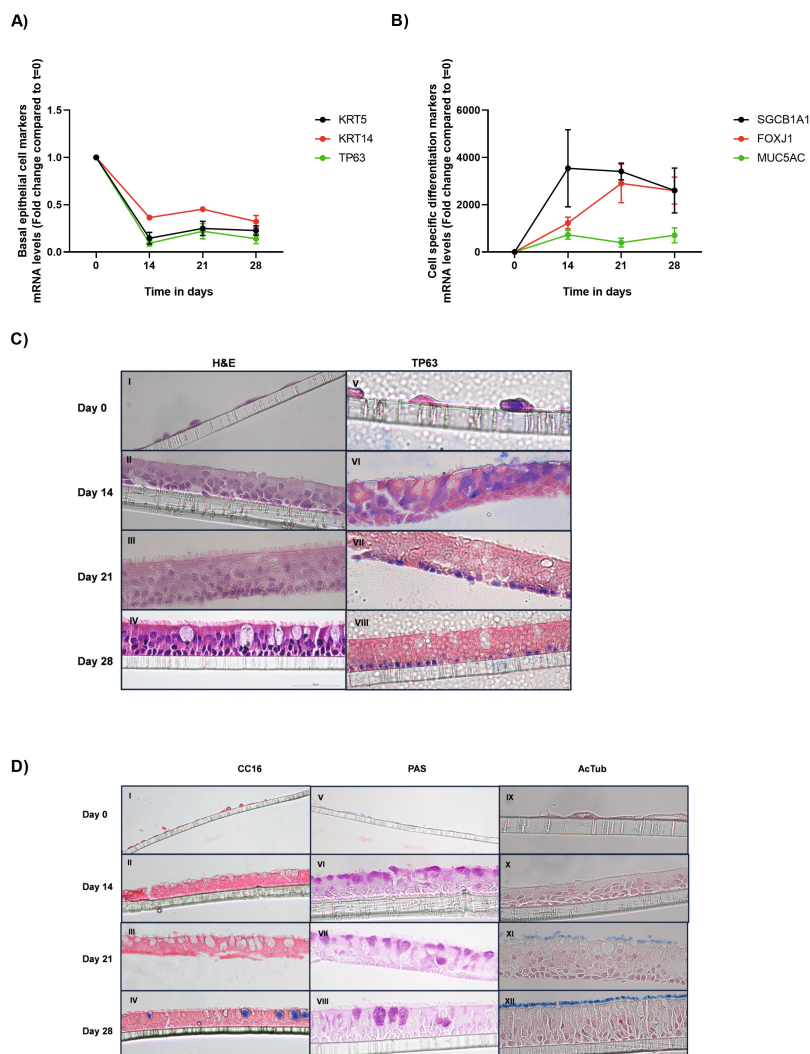 A)
Basal epithelial cell markers
mRNA levels (Fold change compared to t=0)
1.5
1.0
0.5
0.0
0
14
21
28
Time in days
KRT5
KRT14
TP63
B)
Cell specific differentiation markers
mRNA levels (Fold change compared to t=0)
6000
4000
2000
0
0
14
21
28
Time in days
SGCB1A1
FOXJ1
MUC5AC
C)
H&E
TP63
Day 0
I
V
Day 14
II
VI
Day 21
III
VII
Day 28
IV
VIII
D)
CC16
PAS
AcTub
Day 0
I
V
IX
Day 14
II
VI
X
Day 21
III
VII
XI
Day 28
IV
VIII
XII